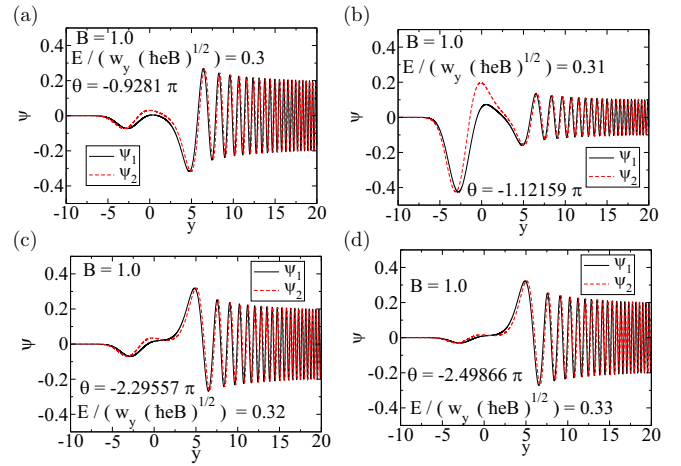 (a)
B = 1.0
E / ( w_y ( ħeB )^{1/2} ) = 0.3
θ = -0.9281 π
ψ
0.4
0.2
0
-0.2
-0.4
ψ_1
ψ_2
-10 -5 0 5 10 15 20
y
(b)
B = 1.0
E / ( w_y ( ħeB )^{1/2} ) = 0.31
ψ
0.4
0.2
0
-0.2
-0.4
θ = -1.12159 π
ψ_1
ψ_2
-10 -5 0 5 10 15 20
y
(c)
B = 1.0
ψ_1
ψ_2
ψ
0.4
0.2
0
-0.2
-0.4
θ = -2.29557 π
E / ( w_y ( ħeB )^{1/2} ) = 0.32
-10 -5 0 5 10 15 20
y
(d)
B = 1.0
ψ_1
ψ_2
ψ
0.4
0.2
0
-0.2
-0.4
θ = -2.49866 π
E / ( w_y ( ħeB )^{1/2} ) = 0.33
-10 -5 0 5 10 15 20
y